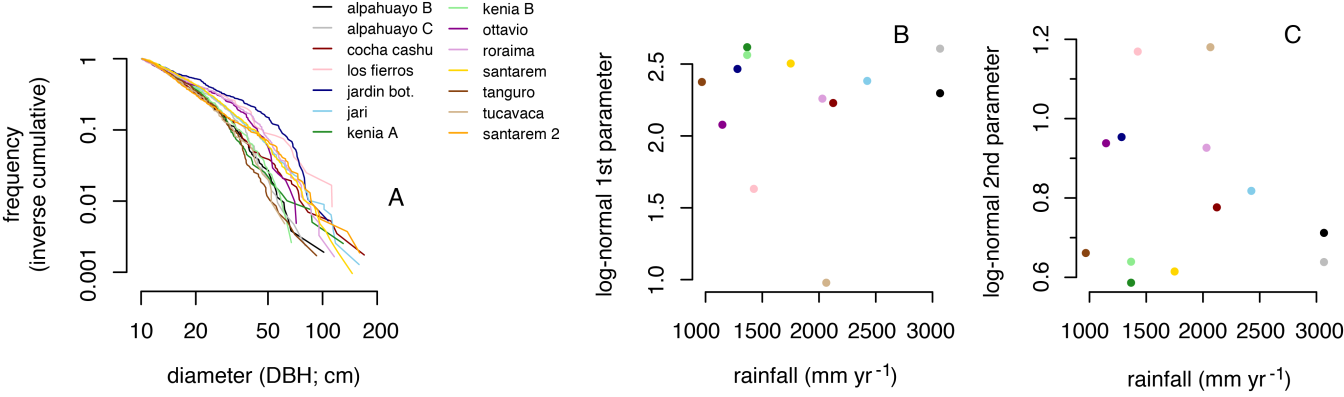 alpahuayo B
alpahuayo C
cocha cashu
los fierros
jardin bot.
jari
kenia A
kenia B
ottavio
roraima
santarem
tanguro
tucavaca
santarem 2
frequency
(inverse cumulative)
1
0.1
0.01
0.001
A
10 20 50 100 200
diameter (DBH; cm)
log-normal 1st parameter
2.5
2.0
1.5
1.0
B
1000 1500 2000 2500 3000
rainfall (mm yr⁻¹)
log-normal 2nd parameter
1.2
1.0
0.8
0.6
C
1000 1500 2000 2500 3000
rainfall (mm yr⁻¹)